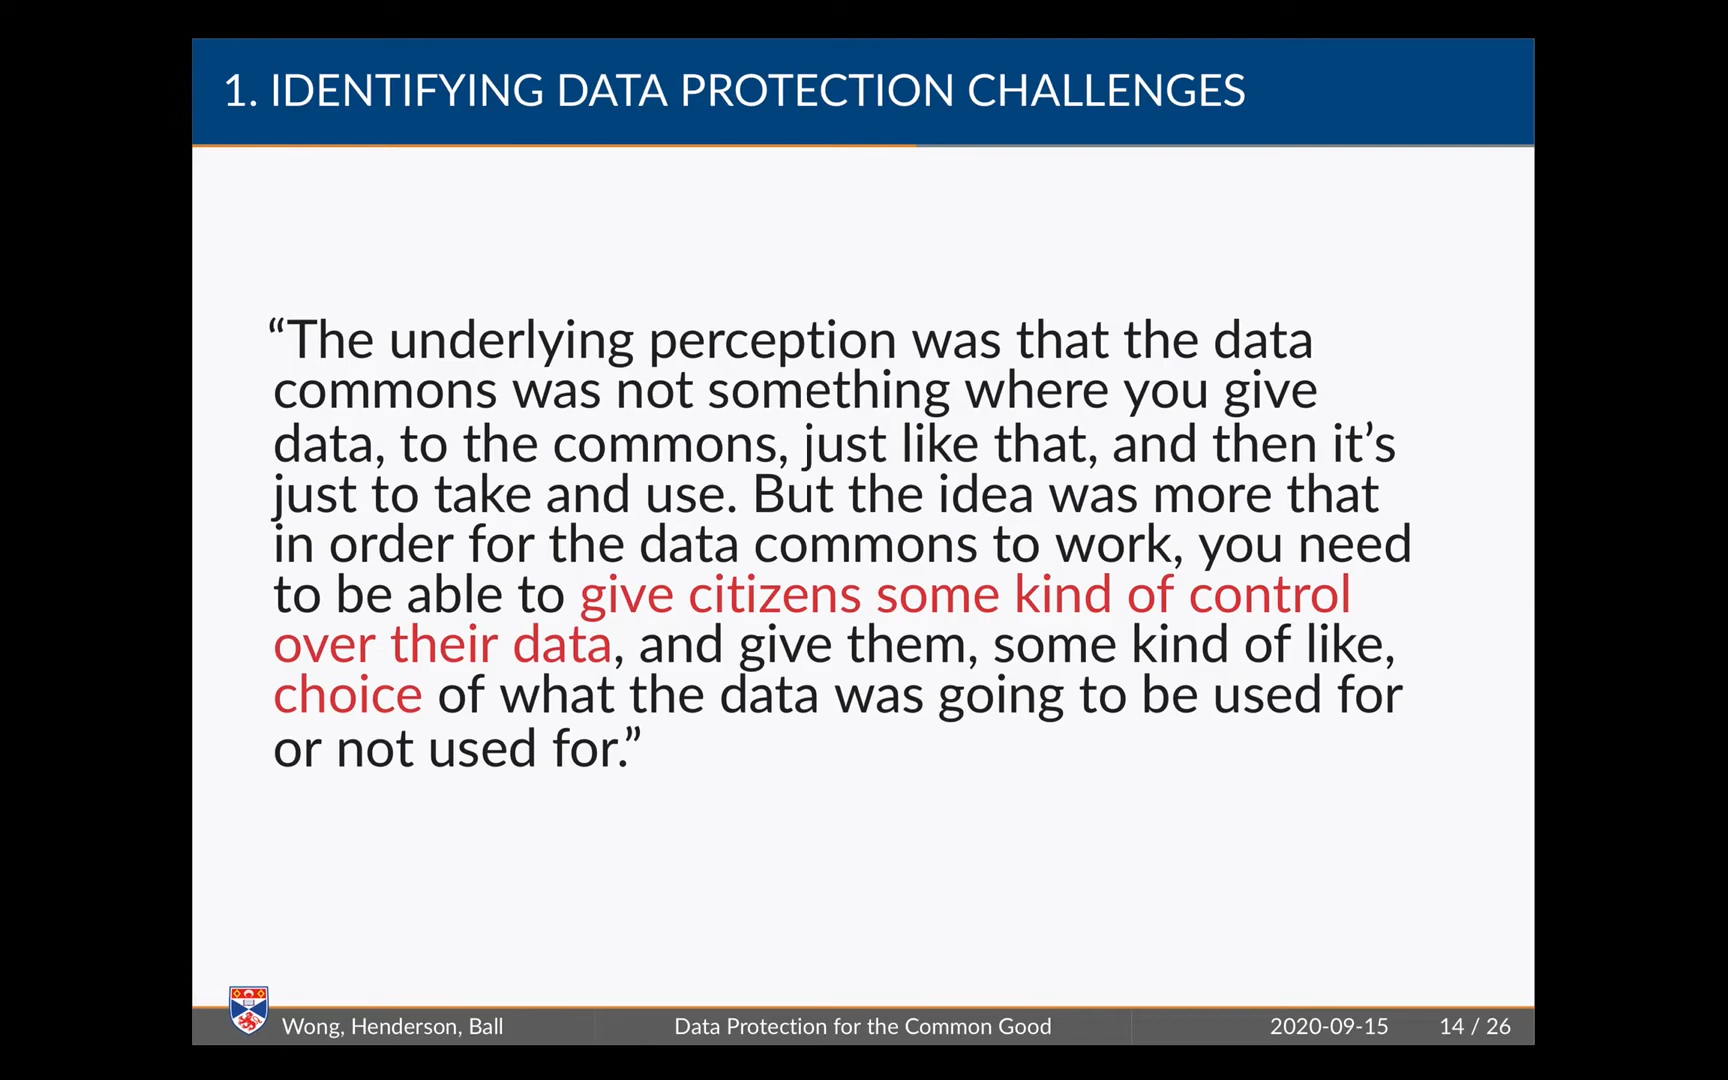 1. IDENTIFYING DATA PROTECTION CHALLENGES
“The underlying perception was that the data
commons was not something where you give
data, to the commons, just like that, and then it’s
just to take and use. But the idea was more that
in order for the data commons to work, you need
to be able to give citizens some kind of control
over their data, and give them, some kind of like,
choice of what the data was going to be used for
or not used for.”
Wong, Henderson, Ball
Data Protection for the Common Good
2020-09-15
14 / 26